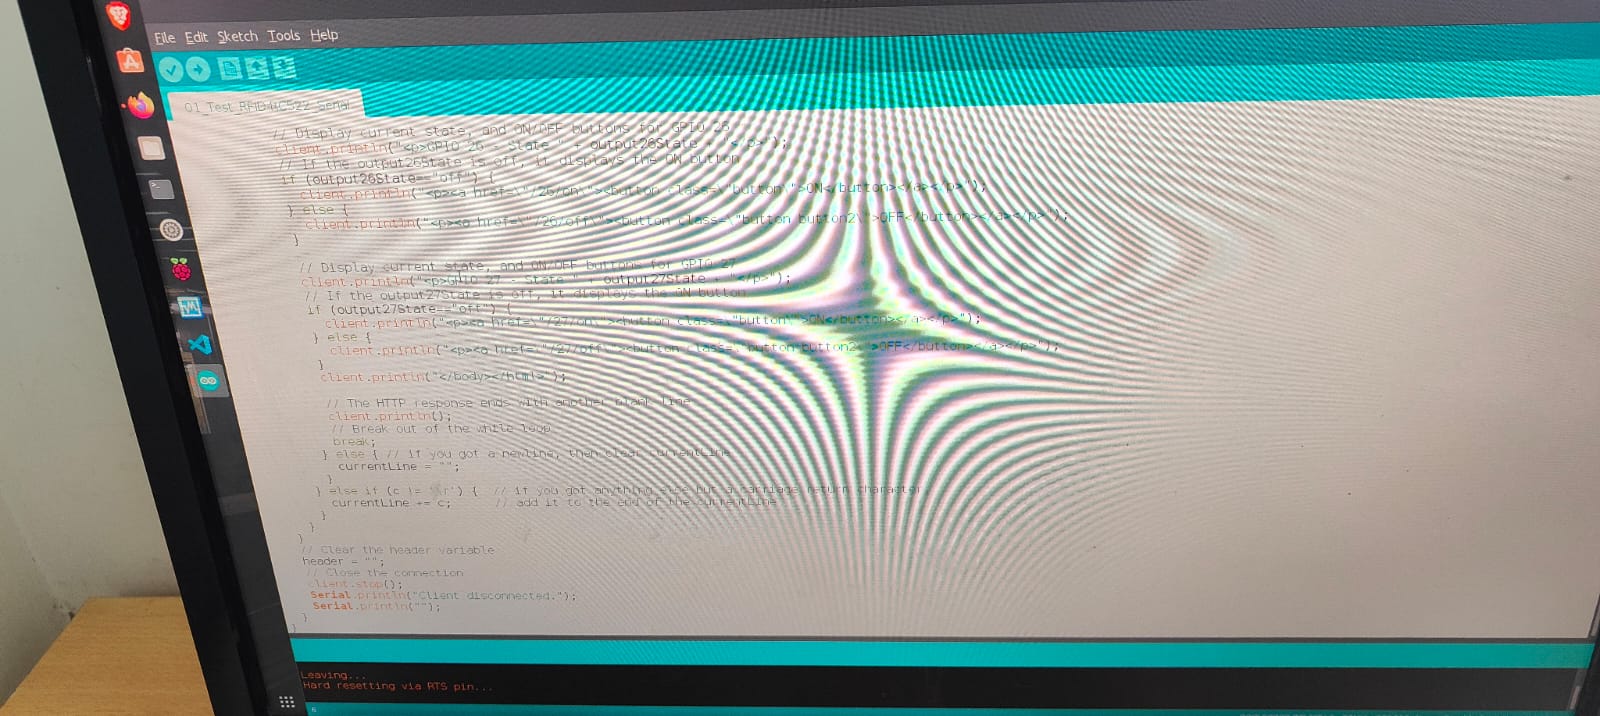 File Edit Sketch Tools Help
01_Test_RFID-RC522_Serial
// Display current state, and ON/OFF buttons for GPIO 26
client.println("<p>GPIO 26 - State " + output26State + "</p>");
// If the output26State is off, it displays the ON button
if (output26State=="off") {
client.println("<p><a href=\"/26/on\"><button class=\"button\">ON</button></a></p>");
} else {
client.println("<p><a href=\"/26/off\"><button class=\"button button2\">OFF</button></a></p>");
}
// Display current state, and ON/OFF buttons for GPIO 27
client.println("<p>GPIO 27 - State " + output27State + "</p>");
// If the output27State is off, it displays the ON button
if (output27State=="off") {
client.println("<p><a href=\"/27/on\"><button class=\"button\">ON</button></a></p>");
} else {
client.println("<p><a href=\"/27/off\"><button class=\"button button2\">OFF</button></a></p>");
}
client.println("</body></html>");
// The HTTP response ends with another blank line
client.println();
// Break out of the while loop
break;
} else { // if you got a newline, then clear currentLine
currentLine = "";
}
} else if (c != '\r') { // if you got anything else but a carriage return character,
currentLine += c; // add it to the end of the currentLine
}
}
}
// Clear the header variable
header = "";
// Close the connection
client.stop();
Serial.println("Client disconnected.");
Serial.println("");
}
}
Leaving...
Hard resetting via RTS pin...